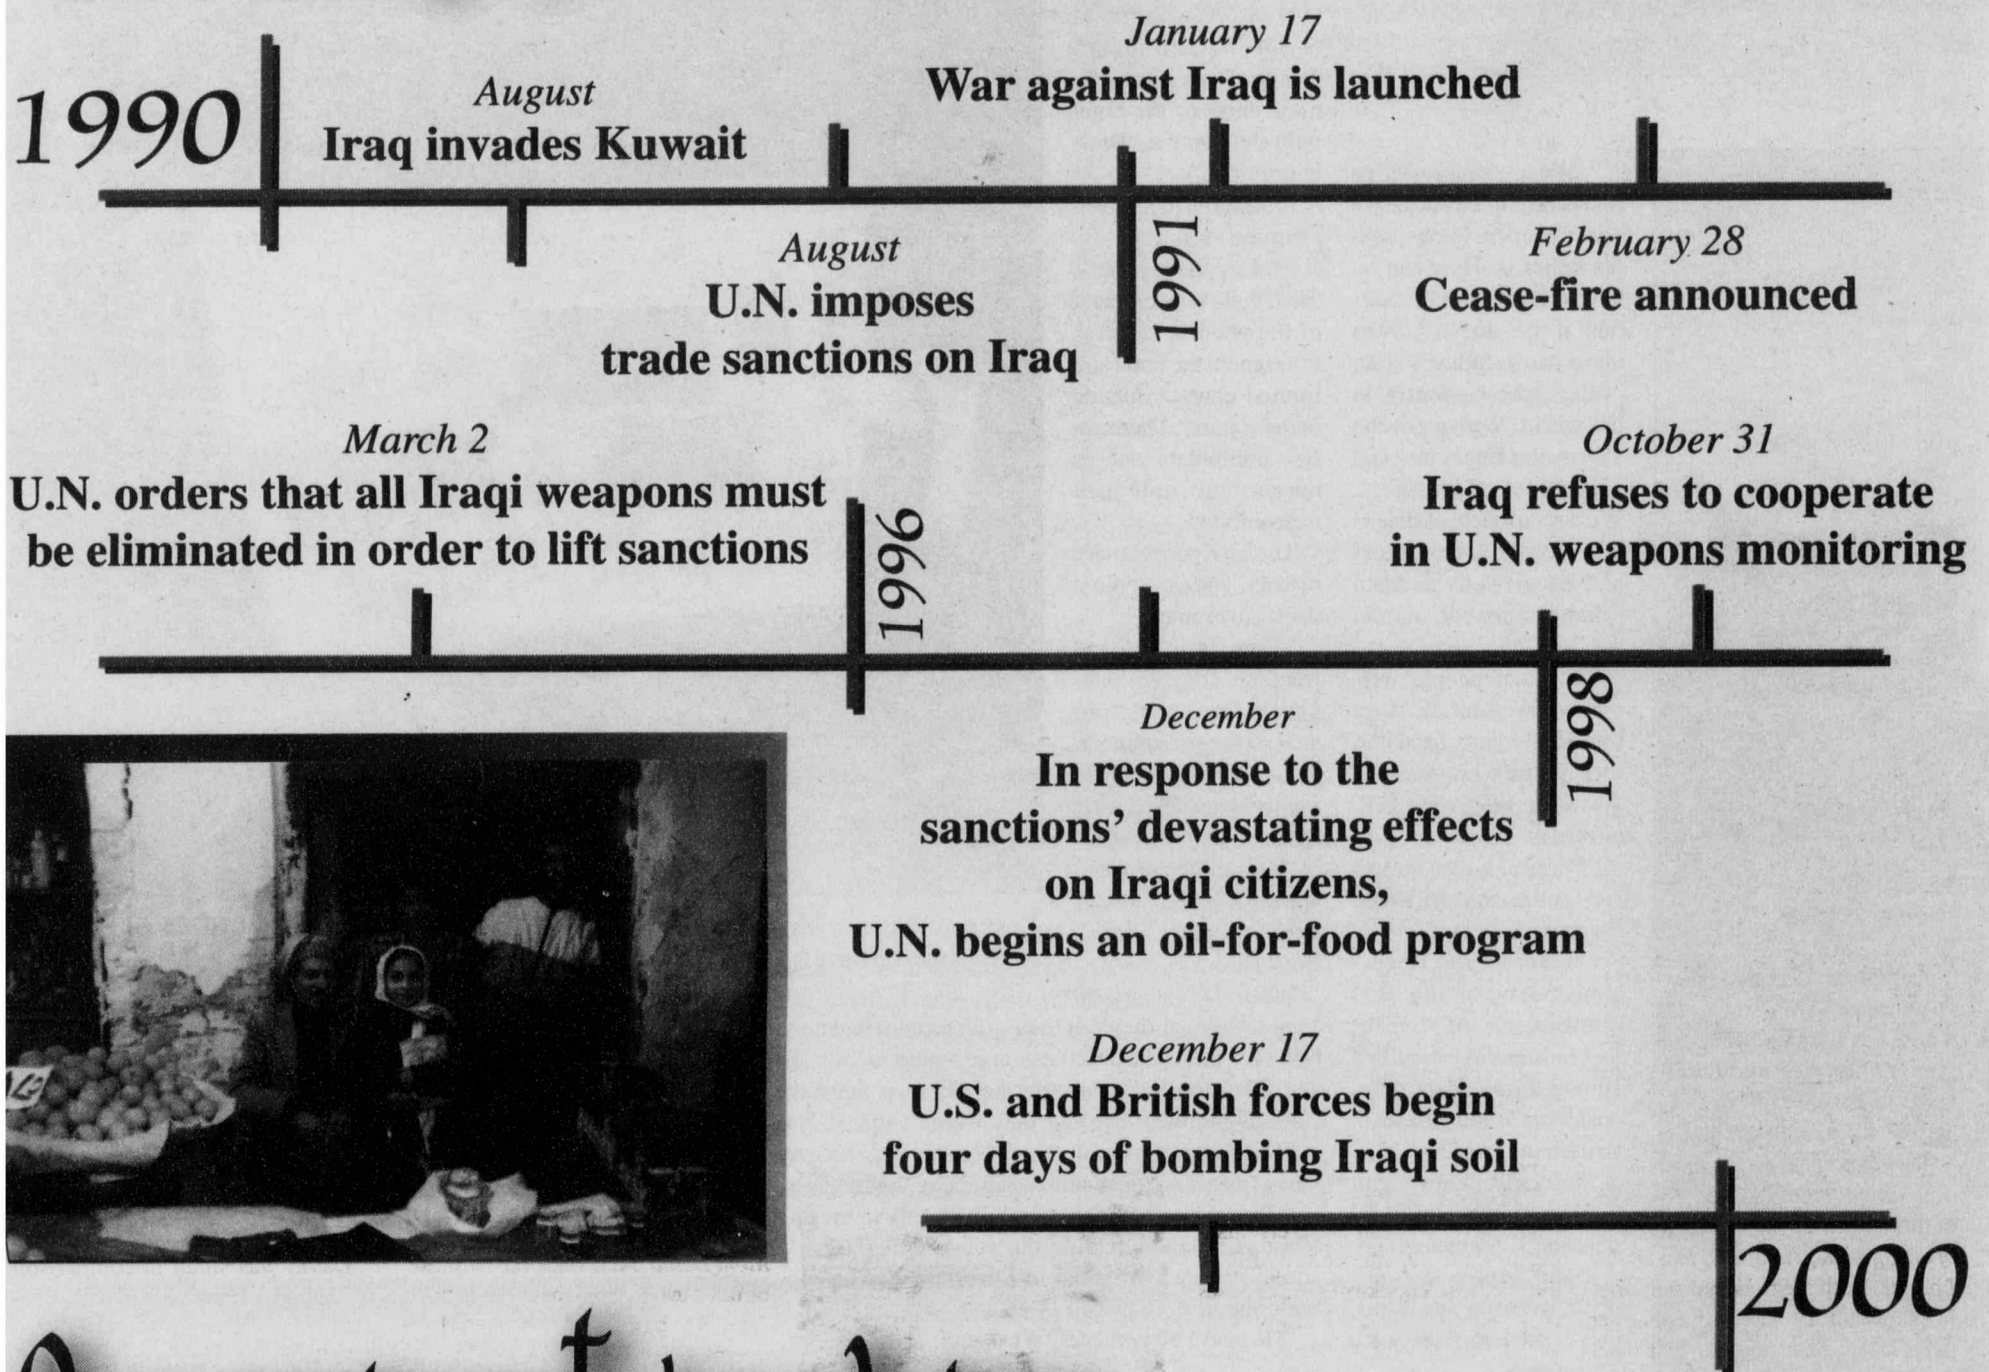 1990
August
Iraq invades Kuwait
August
U.N. imposes
trade sanctions on Iraq
1991
January 17
War against Iraq is launched
February 28
Cease-fire announced
March 2
U.N. orders that all Iraqi weapons must
be eliminated in order to lift sanctions
1996
December
In response to the
sanctions’ devastating effects
on Iraqi citizens,
U.N. begins an oil-for-food program
1998
October 31
Iraq refuses to cooperate
in U.N. weapons monitoring
December 17
U.S. and British forces begin
four days of bombing Iraqi soil
2000